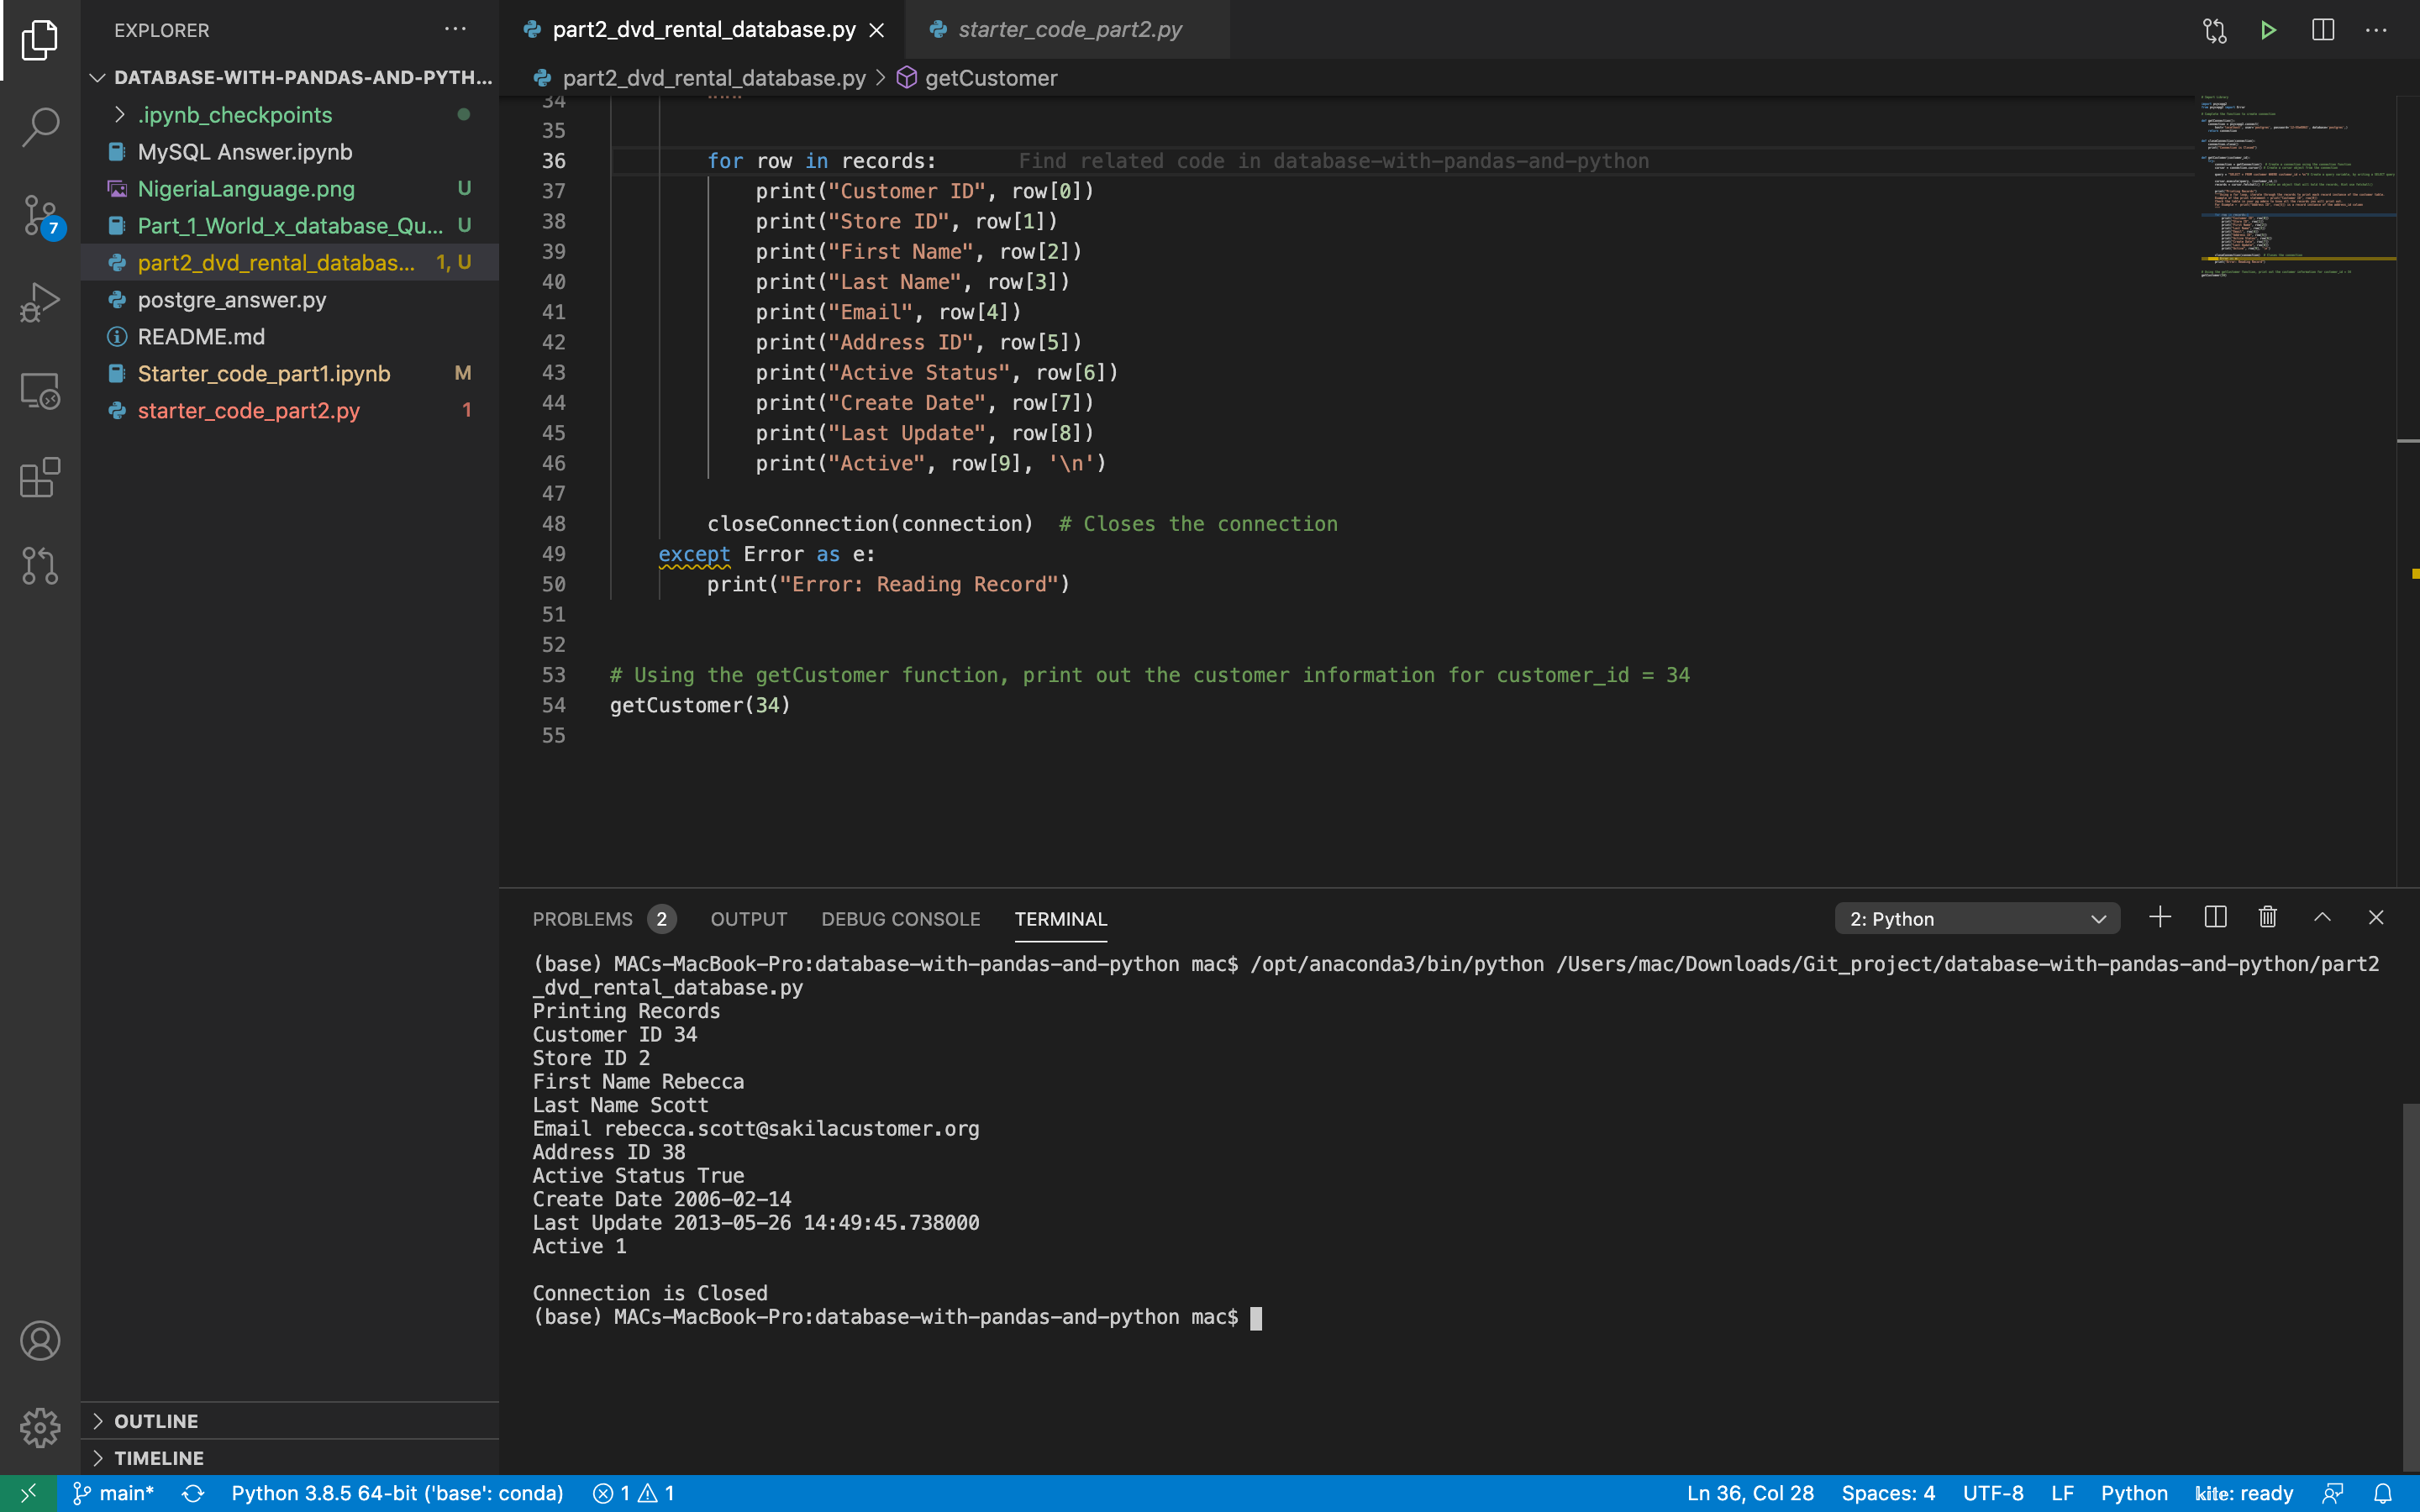 EXPLORER
DATABASE-WITH-PANDAS-AND-PYTH...
.ipynb_checkpoints
MySQL Answer.ipynb
NigeriaLanguage.png U
Part_1_World_x_database_Qu... U
part2_dvd_rental_databas... 1, U
postgre_answer.py
README.md
Starter_code_part1.ipynb M
starter_code_part2.py 1
7
OUTLINE
TIMELINE
part2_dvd_rental_database.py
starter_code_part2.py
part2_dvd_rental_database.py > getCustomer
34 """
35
36 for row in records: Find related code in database-with-pandas-and-python
37 print("Customer ID", row[0])
38 print("Store ID", row[1])
39 print("First Name", row[2])
40 print("Last Name", row[3])
41 print("Email", row[4])
42 print("Address ID", row[5])
43 print("Active Status", row[6])
44 print("Create Date", row[7])
45 print("Last Update", row[8])
46 print("Active", row[9], '\n')
47
48 closeConnection(connection) # Closes the connection
49 except Error as e:
50 print("Error: Reading Record")
51
52
53 # Using the getCustomer function, print out the customer information for customer_id = 34
54 getCustomer(34)
55
PROBLEMS 2 OUTPUT DEBUG CONSOLE TERMINAL 2: Python
(base) MACs-MacBook-Pro:database-with-pandas-and-python mac$ /opt/anaconda3/bin/python /Users/mac/Downloads/Git_project/database-with-pandas-and-python/part2
_dvd_rental_database.py
Printing Records
Customer ID 34
Store ID 2
First Name Rebecca
Last Name Scott
Email rebecca.scott@sakilacustomer.org
Address ID 38
Active Status True
Create Date 2006-02-14
Last Update 2013-05-26 14:49:45.738000
Active 1
Connection is Closed
(base) MACs-MacBook-Pro:database-with-pandas-and-python mac$
main* Python 3.8.5 64-bit ('base': conda) 1 1 Ln 36, Col 28 Spaces: 4 UTF-8 LF Python kite: ready